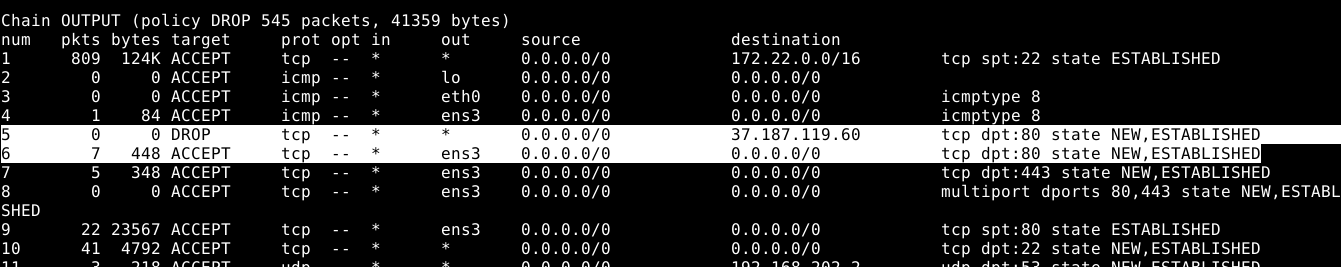 Chain OUTPUT (policy DROP 545 packets, 41359 bytes)
num   pkts bytes target     prot opt in     out     source               destination
1      809  124K ACCEPT     tcp  --  *      *       0.0.0.0/0            172.22.0.0/16        tcp spt:22 state ESTABLISHED
2        0     0 ACCEPT     icmp --  *      lo      0.0.0.0/0            0.0.0.0/0
3        0     0 ACCEPT     icmp --  *      eth0    0.0.0.0/0            0.0.0.0/0            icmptype 8
4        1    84 ACCEPT     icmp --  *      ens3    0.0.0.0/0            0.0.0.0/0            icmptype 8
5        0     0 DROP       tcp  --  *      *       0.0.0.0/0            37.187.119.60        tcp dpt:80 state NEW,ESTABLISHED
6        7   448 ACCEPT     tcp  --  *      ens3    0.0.0.0/0            0.0.0.0/0            tcp dpt:80 state NEW,ESTABLISHED
7        5   348 ACCEPT     tcp  --  *      ens3    0.0.0.0/0            0.0.0.0/0            tcp dpt:443 state NEW,ESTABLISHED
8        0     0 ACCEPT     tcp  --  *      ens3    0.0.0.0/0            0.0.0.0/0            multiport dports 80,443 state NEW,ESTABL
SHED
9       22 23567 ACCEPT     tcp  --  *      ens3    0.0.0.0/0            0.0.0.0/0            tcp spt:80 state ESTABLISHED
10      41  4792 ACCEPT     tcp  --  *      *       0.0.0.0/0            0.0.0.0/0            tcp dpt:22 state NEW,ESTABLISHED
11       3   218 ACCEPT     udp  --  *      *       0.0.0.0/0            192.168.202.2        udp dpt:53 state NEW,ESTABLISHED